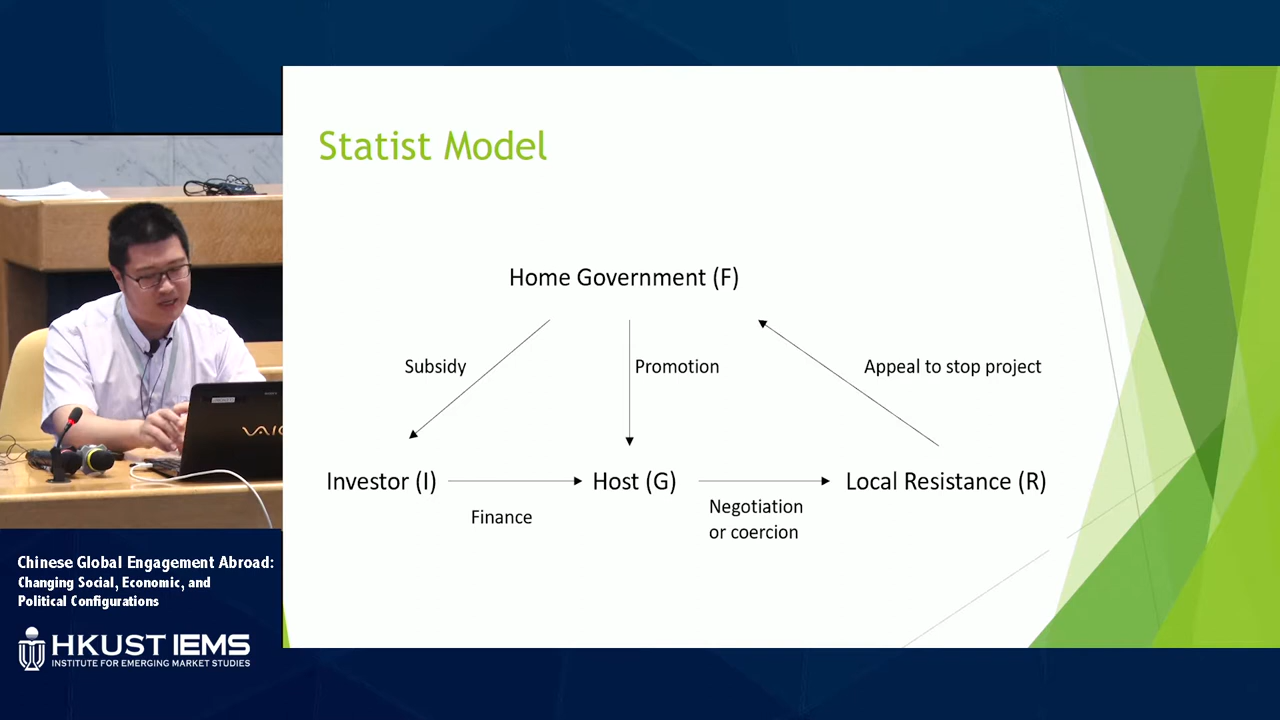 Statist Model
Home Government (F)
Subsidy
Promotion
Appeal to stop project
Investor (I)
Host (G)
Local Resistance (R)
Finance
Negotiation
or coercion
VAIO
Chinese Global Engagement Abroad:
Changing Social, Economic, and
Political Configurations
HKUST IEMS
INSTITUTE FOR EMERGING MARKET STUDIES